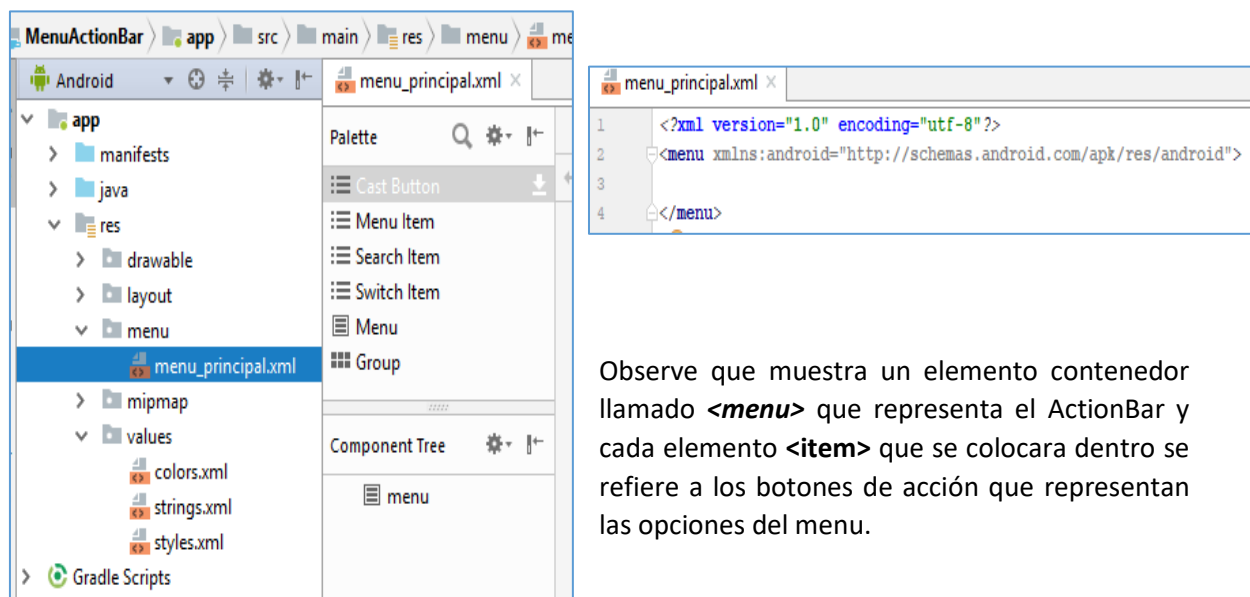 MenuActionBar app src main res menu me
Android
menu_principal.xml
app
manifests
java
res
drawable
layout
menu
menu_principal.xml
mipmap
values
colors.xml
strings.xml
styles.xml
Gradle Scripts
Palette
Cast Button
Menu Item
Search Item
Switch Item
Menu
Group
Component Tree
menu
menu_principal.xml
1 <?xml version="1.0" encoding="utf-8"?>
2 <menu xmlns:android="http://schemas.android.com/apk/res/android">
3
4 </menu>
Observe que muestra un elemento contenedor
llamado <menu> que representa el ActionBar y
cada elemento <item> que se colocara dentro se
refiere a los botones de acción que representan
las opciones del menu.